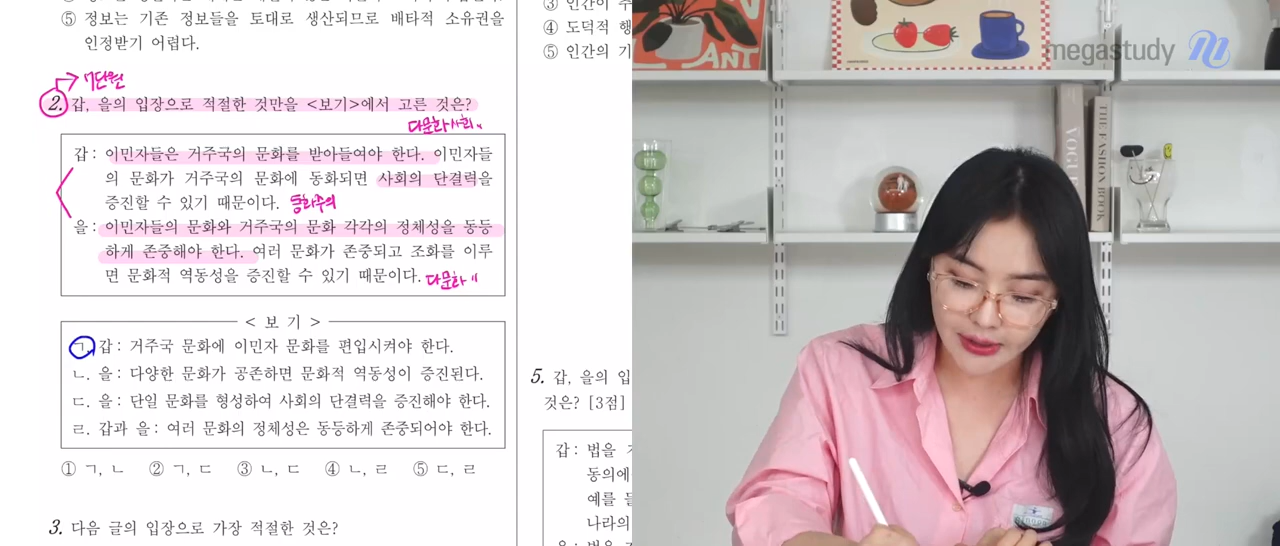 ⑤ 정보는 기존 정보들을 토대로 생산되므로 배타적 소유권을
인정받기 어렵다.
7단원
2. 갑, 을의 입장으로 적절한 것만을 <보기>에서 고른 것은?
다문화사회
갑: 이민자들은 거주국의 문화를 받아들여야 한다. 이민자들
의 문화가 거주국의 문화에 동화되면 사회의 단결력을
증진할 수 있기 때문이다. 동화주의
을: 이민자들의 문화와 거주국의 문화 각각의 정체성을 동등
하게 존중해야 한다. 여러 문화가 존중되고 조화를 이루
면 문화적 역동성을 증진할 수 있기 때문이다. 다문화"
<보 기>
ㄱ. 갑: 거주국 문화에 이민자 문화를 편입시켜야 한다.
ㄴ. 을: 다양한 문화가 공존하면 문화적 역동성이 증진된다.
ㄷ. 을: 단일 문화를 형성하여 사회의 단결력을 증진해야 한다.
ㄹ. 갑과 을: 여러 문화의 정체성은 동등하게 존중되어야 한다.
① ㄱ, ㄴ ② ㄱ, ㄷ ③ ㄴ, ㄷ ④ ㄴ, ㄹ ⑤ ㄷ, ㄹ
3. 다음 글의 입장으로 가장 적절한 것은?
③ 인간이 주
④ 도덕적 행
⑤ 인간의 기
5. 갑, 을의 입
것은? [3점]
갑: 법을
동의에
예를 들
나라의
ANT
megastudy
VOGUE
THE FASHION BOOK